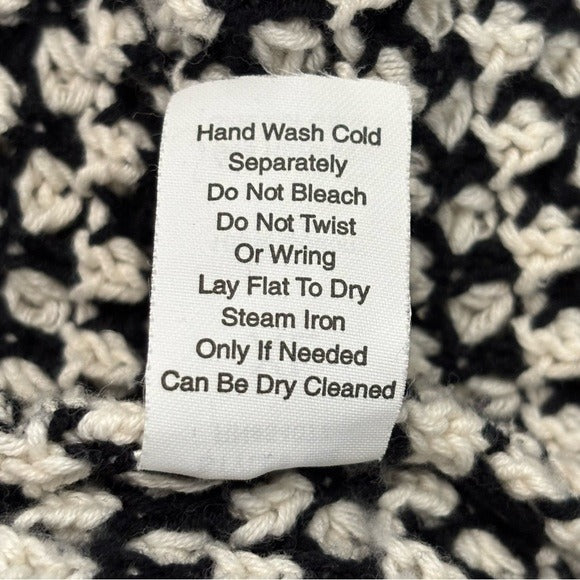 Hand Wash Cold
Separately
Do Not Bleach
Do Not Twist
Or Wring
Lay Flat To Dry
Steam Iron
Only If Needed
Can Be Dry Cleaned